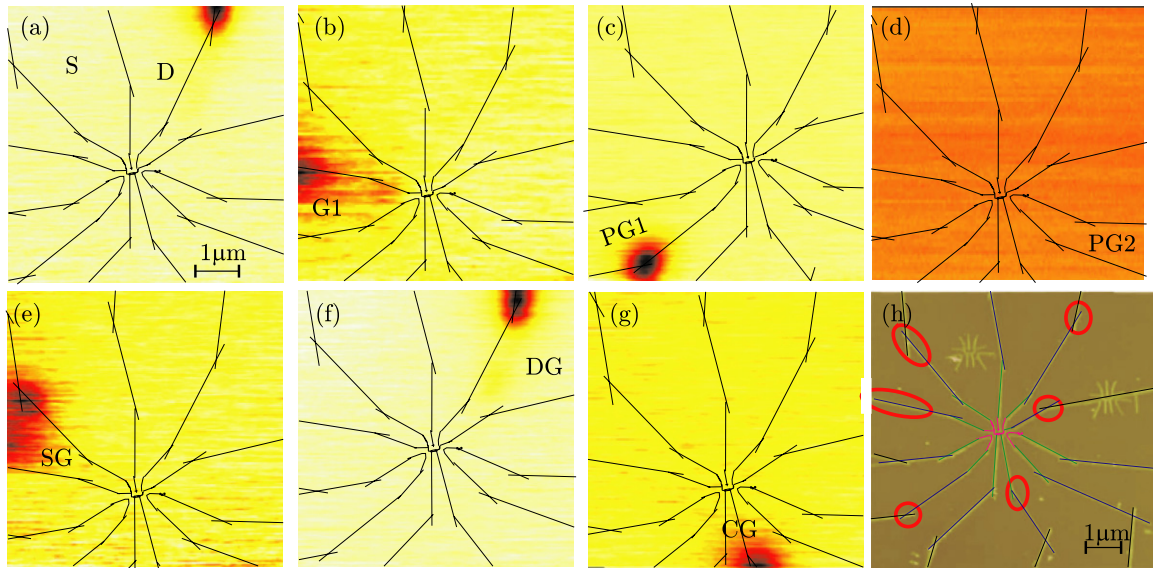 (a)
S
D
1μm
(b)
G1
(c)
PG1
(d)
PG2
(e)
SG
(f)
DG
(g)
CG
(h)
1μm